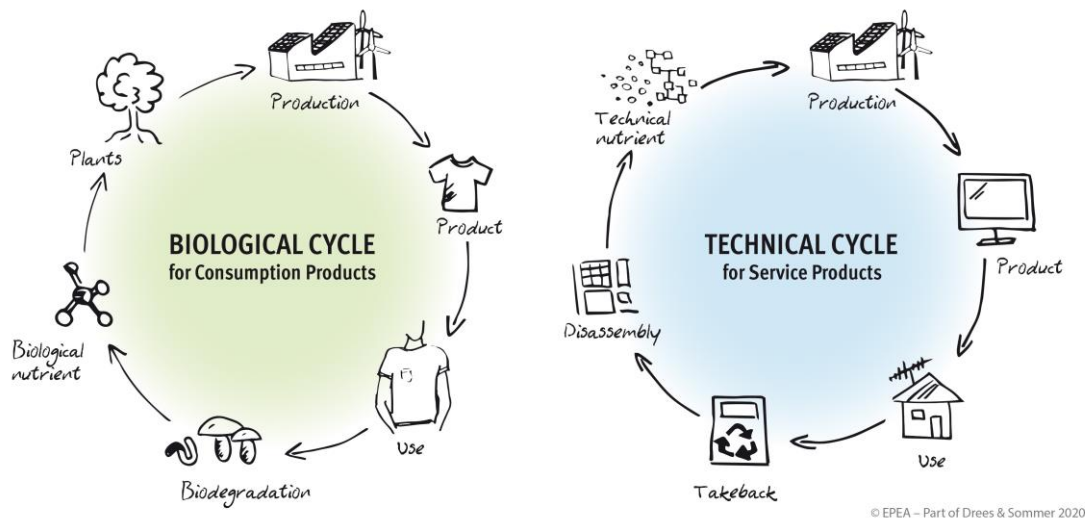 Production
Product
Use
Biodegradation
Biological
nutrient
Plants
BIOLOGICAL CYCLE
for Consumption Products
Production
Product
Use
Takeback
Disassembly
Technical
nutrient
TECHNICAL CYCLE
for Service Products
© EPEA – Part of Drees & Sommer 2020